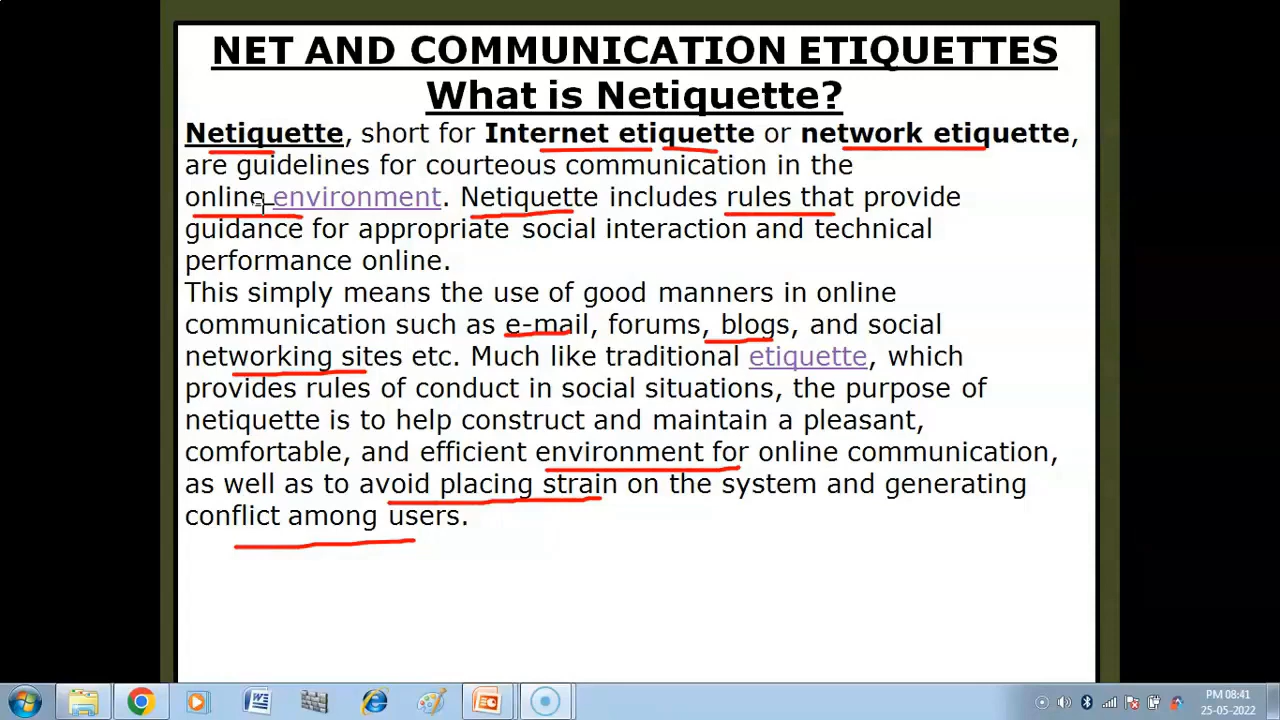 NET AND COMMUNICATION ETIQUETTES
What is Netiquette?
Netiquette, short for Internet etiquette or network etiquette,
are guidelines for courteous communication in the
online environment. Netiquette includes rules that provide
guidance for appropriate social interaction and technical
performance online.
This simply means the use of good manners in online
communication such as e-mail, forums, blogs, and social
networking sites etc. Much like traditional etiquette, which
provides rules of conduct in social situations, the purpose of
netiquette is to help construct and maintain a pleasant,
comfortable, and efficient environment for online communication,
as well as to avoid placing strain on the system and generating
conflict among users.
PM 08:41
25-05-2022